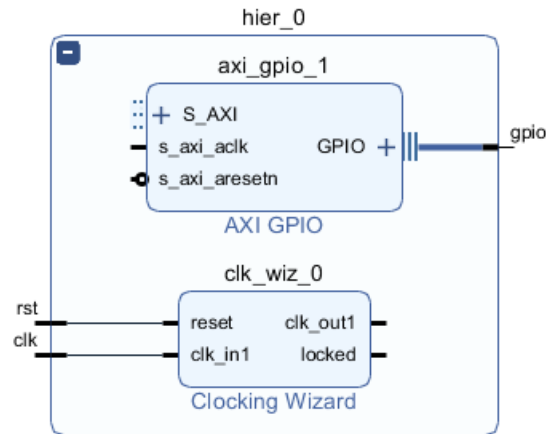 hier_0
axi_gpio_1
S_AXI
s_axi_aclk GPIO
s_axi_aresetn
gpio
AXI GPIO
clk_wiz_0
rst
reset clk_out1
clk
clk_in1 locked
Clocking Wizard